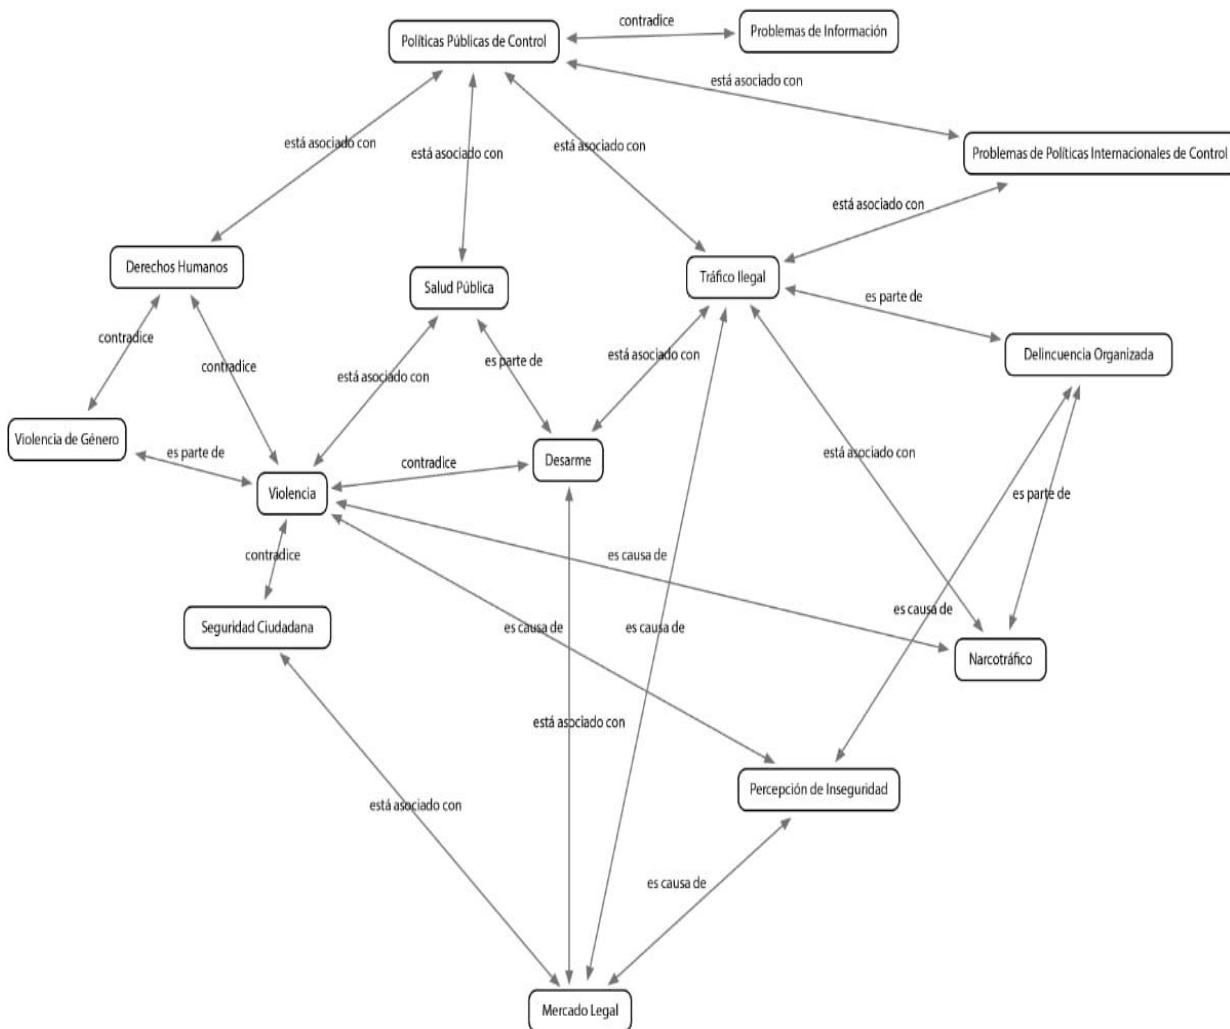 contradice
Problemas de Información
Políticas Públicas de Control
está asociado con
está asociado con
está asociado con
está asociado con
Problemas de Políticas Internacionales de Control
está asociado con
Derechos Humanos
Salud Pública
Tráfico Ilegal
es parte de
contradice
contradice
está asociado con
es parte de
está asociado con
Delincuencia Organizada
Violencia de Género
es parte de
Violencia
contradice
Desarme
está asociado con
es parte de
contradice
es causa de
Seguridad Ciudadana
es causa de
es causa de
es causa de
Narcotráfico
está asociado con
Percepción de Inseguridad
está asociado con
es causa de
Mercado Legal